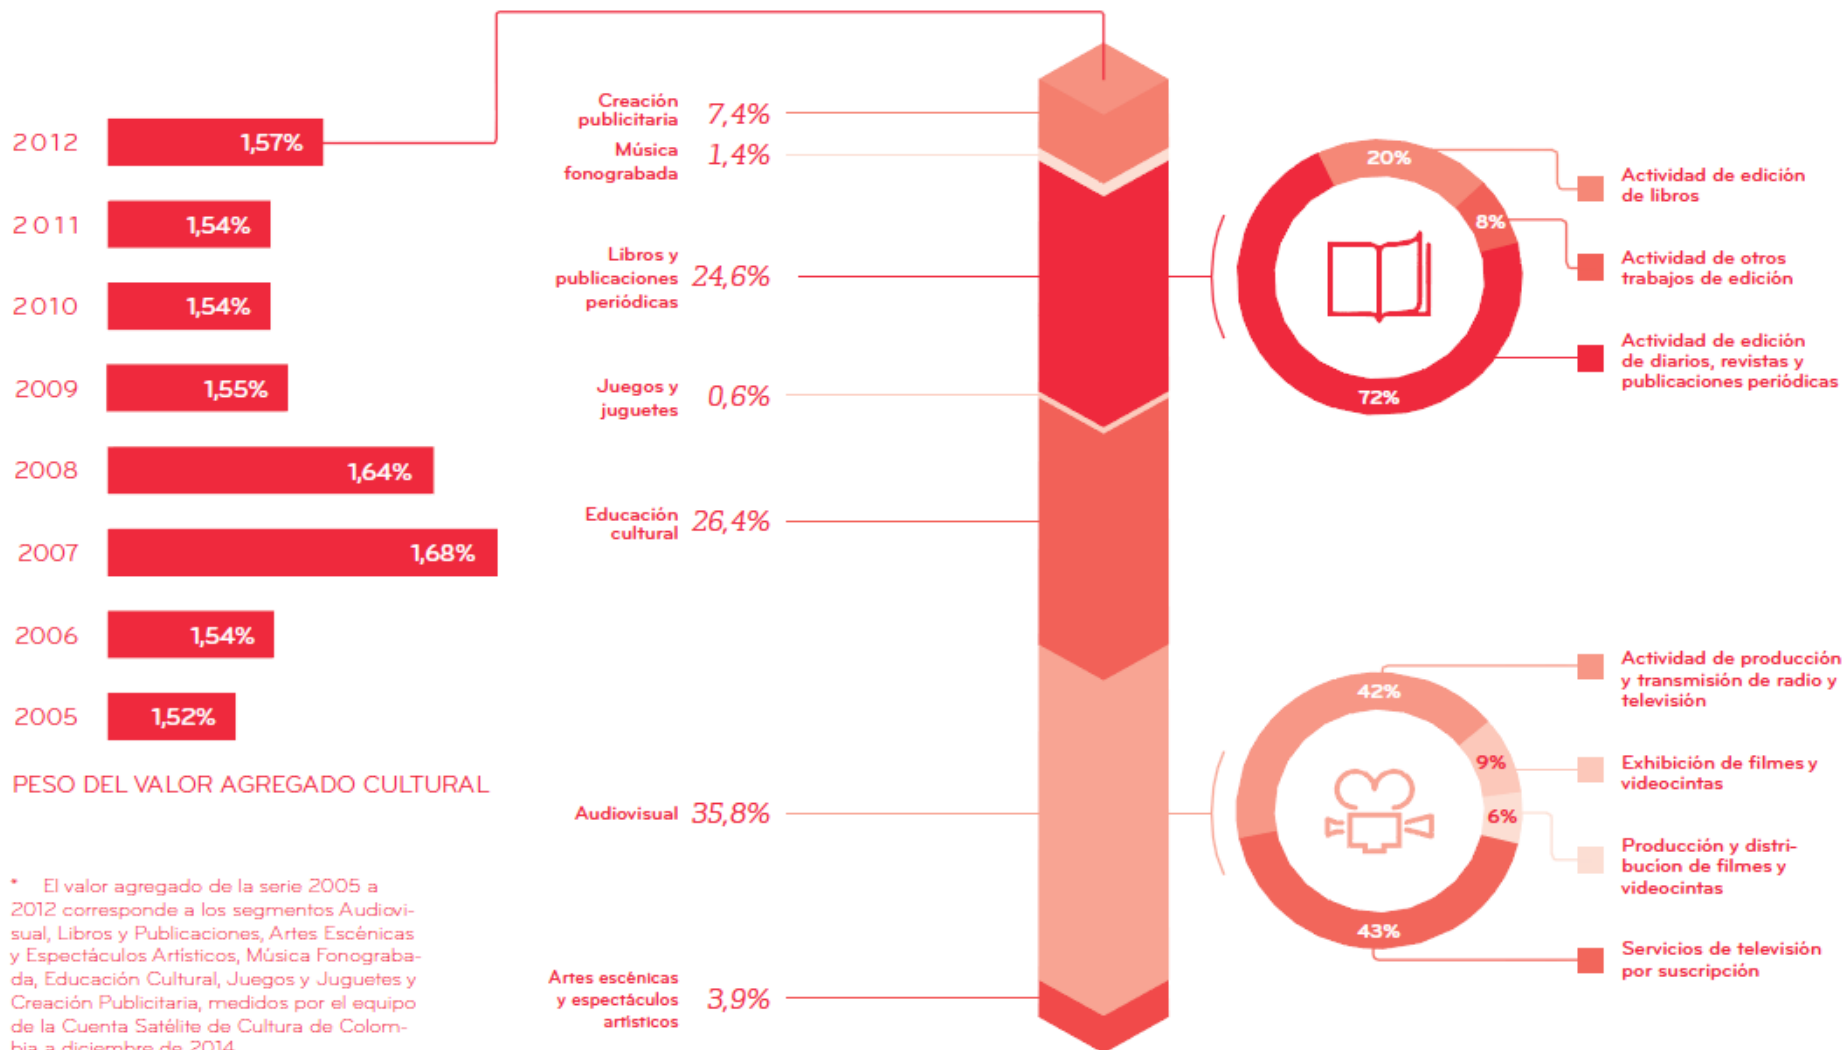 2012
1,57%
2011
1,54%
2010
1,54%
2009
1,55%
2008
1,64%
2007
1,68%
2006
1,54%
2005
1,52%
PESO DEL VALOR AGREGADO CULTURAL
* El valor agregado de la serie 2005 a
2012 corresponde a los segmentos Audiovi-
sual, Libros y Publicaciones, Artes Escénicas
y Espectáculos Artísticos, Música Fonograba-
da, Educación Cultural, Juegos y Juguetes y
Creación Publicitaria, medidos por el equipo
de la Cuenta Satélite de Cultura de Colom-
bia a diciembre de 2014
Creación
publicitaria
7,4%
Música
fonograbada
1,4%
Libros y
publicaciones
periódicas
24,6%
Juegos y
juguetes
0,6%
Educación
cultural
26,4%
Audiovisual
35,8%
Artes escénicas
y espectáculos
artísticos
3,9%
20%
8%
72%
Actividad de edición
de libros
Actividad de otros
trabajos de edición
Actividad de edición
de diarios, revistas y
publicaciones periódicas
42%
9%
6%
43%
Actividad de producción
y transmisión de radio y
televisión
Exhibición de filmes y
videocintas
Producción y distri-
bucíon de filmes y
videocintas
Servicios de televisión
por suscripción